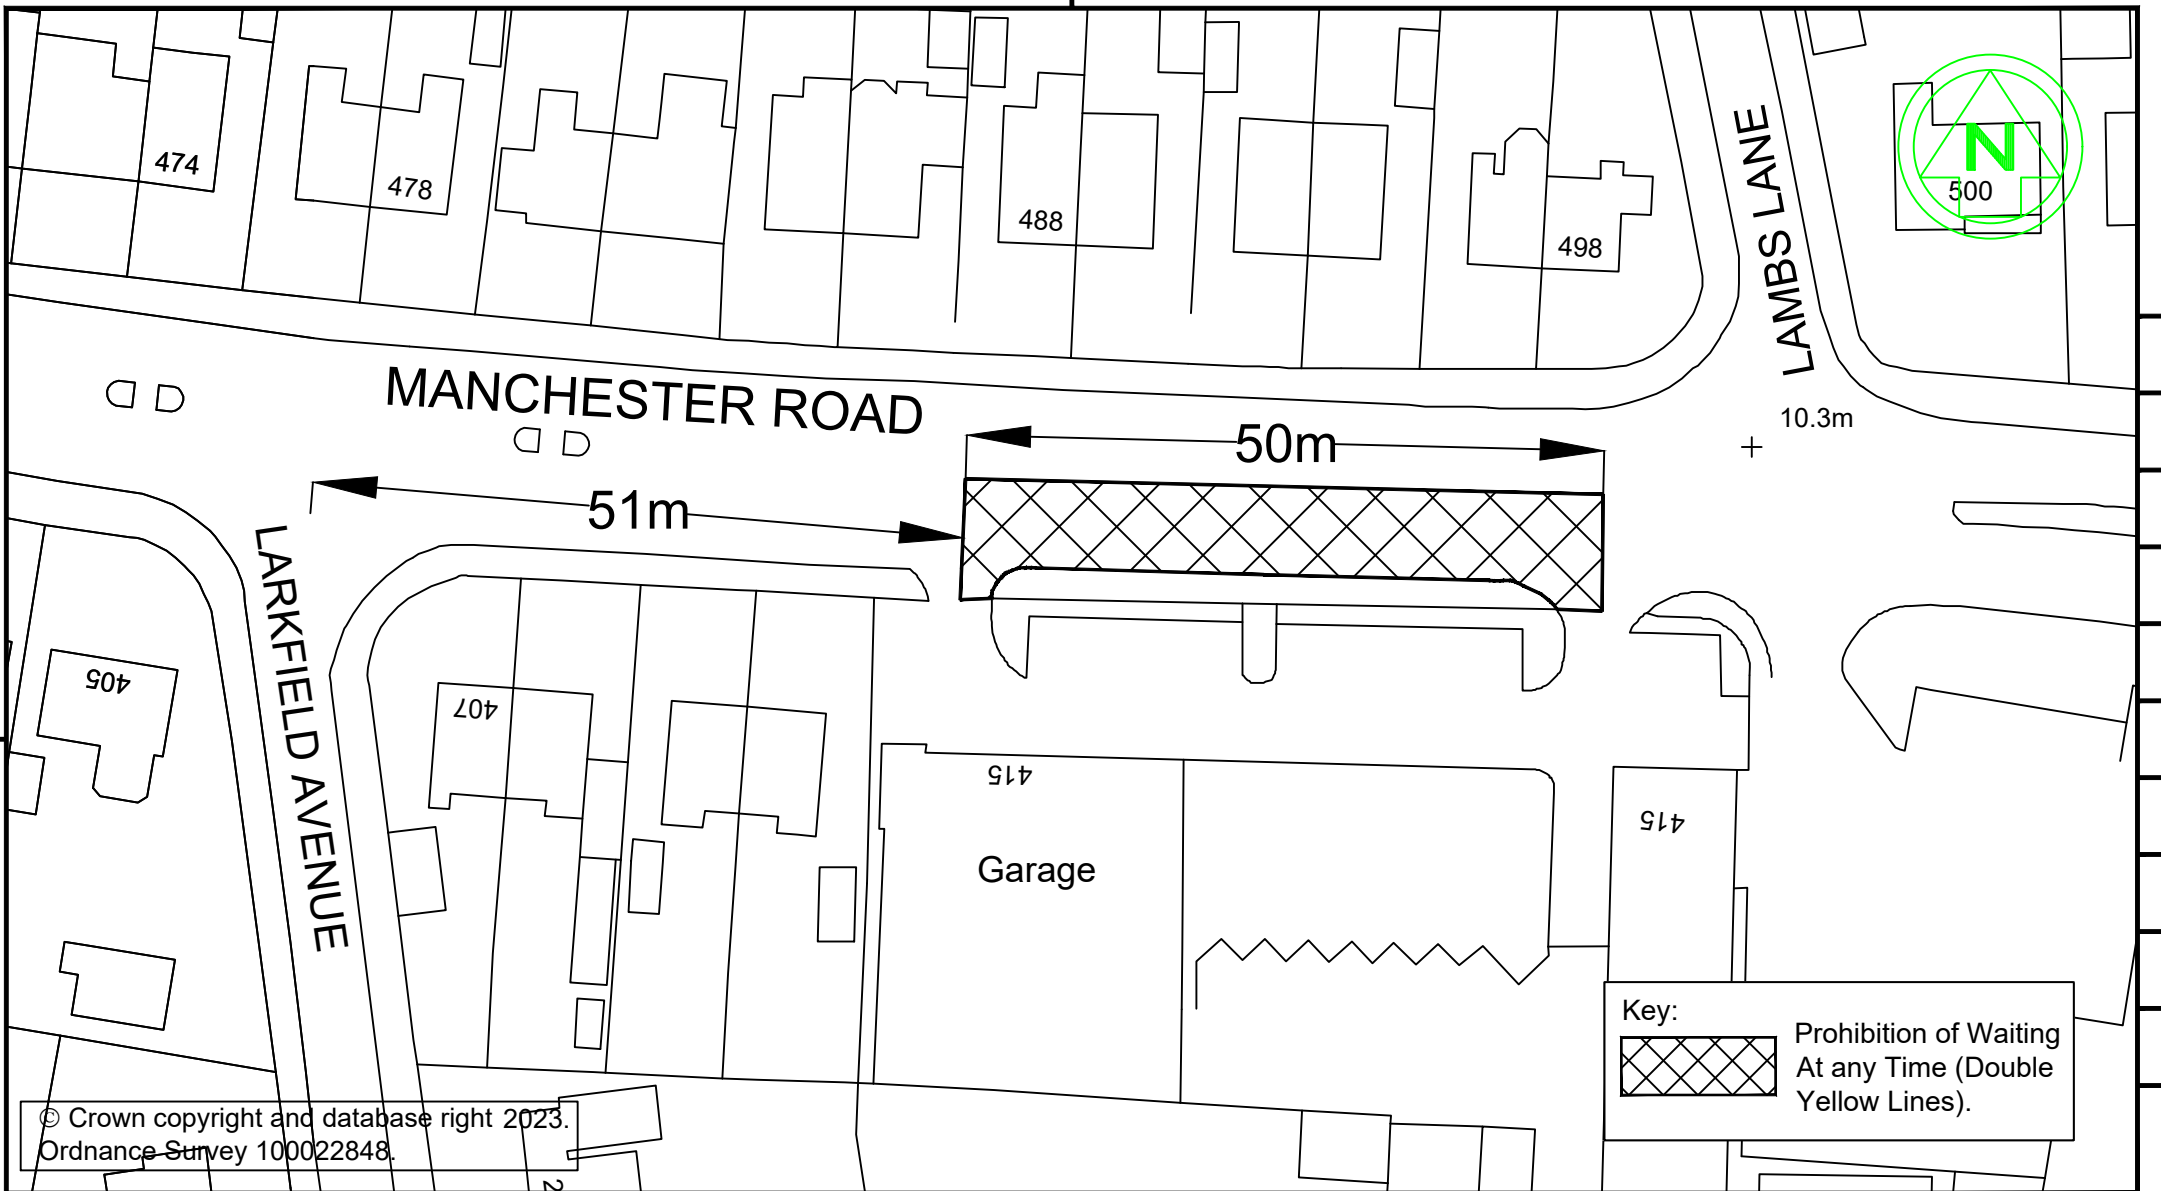 474
478
488
498
500
N
LAMBS LANE
MANCHESTER ROAD
10.3m
50m
51m
LARKFIELD AVENUE
405
407
415
415
Garage
Key:
Prohibition of Waiting
At any Time (Double
Yellow Lines).
© Crown copyright and database right 2023.
Ordnance Survey 100022848.
2